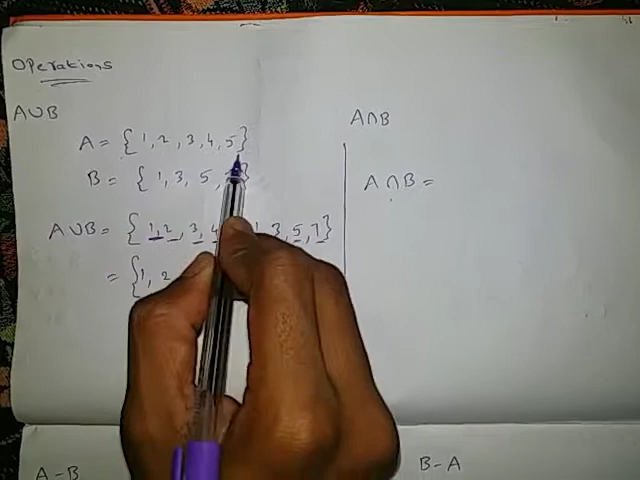 Operations
A∪B
A = { 1, 2, 3, 4, 5 }
B = { 1, 3, 5, }
A∪B = { 1, 2, 3, 4 1, 3, 5, 7 }
= { 1, 2
A∩B
A∩B =
A-B
B-A